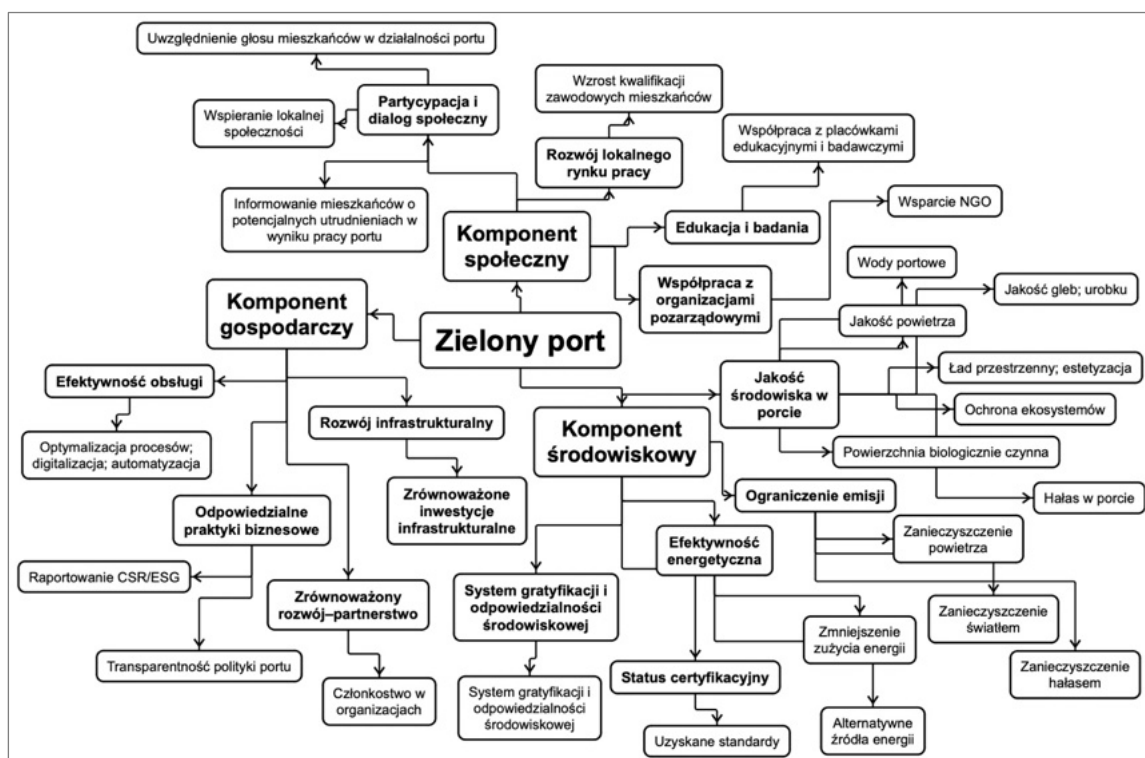 Uwzględnienie głosu mieszkańców w działalności portu
Partycypacja i
dialog społeczny
Wspieranie lokalnej
społeczności
Informowanie mieszkańców o
potencjalnych utrudnieniach w
wyniku pracy portu
Wzrost kwalifikacji
zawodowych mieszkańców
Rozwój lokalnego
rynku pracy
Współpraca z placówkami
edukacyjnymi i badawczymi
Edukacja i badania
Wsparcie NGO
Komponent
społeczny
Współpraca z
organizacjami
pozarządowymi
Wody portowe
Jakość gleb; urobku
Jakość powietrza
Komponent
gospodarczy
Zielony port
Jakość
środowiska w
porcie
Ład przestrzenny; estetyzacja
Ochrona ekosystemów
Powierzchnia biologicznie czynna
Hałas w porcie
Efektywność obsługi
Optymalizacja procesów;
digitalizacja; automatyzacja
Rozwój infrastrukturalny
Komponent
środowiskowy
Zrównoważone
inwestycje
infrastrukturalne
Odpowiedzialne
praktyki biznesowe
Ograniczenie emisji
Zanieczyszczenie
powietrza
Efektywność
energetyczna
Raportowanie CSR/ESG
Zrównoważony
rozwój–partnerstwo
System gratyfikacji i
odpowiedzialności
środowiskowej
Zanieczyszczenie
światłem
Zmniejszenie
zużycia energii
Transparentność polityki portu
Członkostwo w
organizacjach
System gratyfikacji i
odpowiedzialności
środowiskowej
Status certyfikacyjny
Zanieczyszczenie
hałasem
Uzyskane standardy
Alternatywne
źródła energii